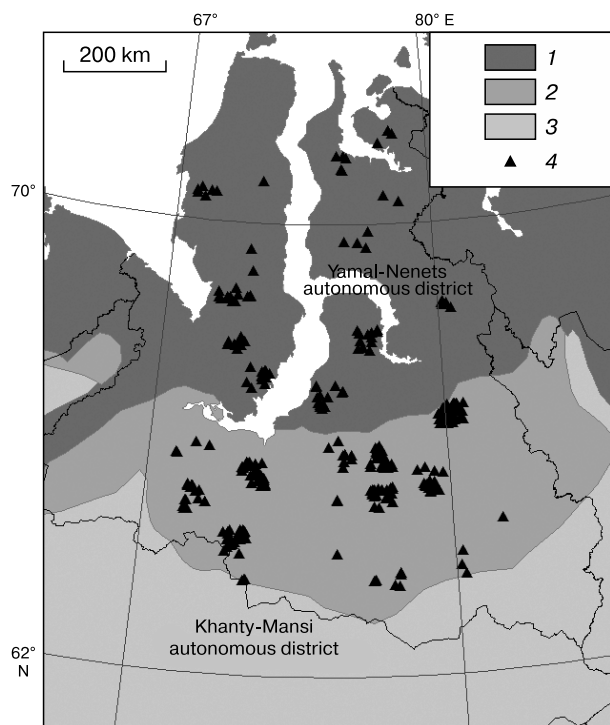 67°
80° E
200 km
1
2
3
4
70°
Yamal-Nenets
autonomous district
Khanty-Mansi
autonomous district
62°
N